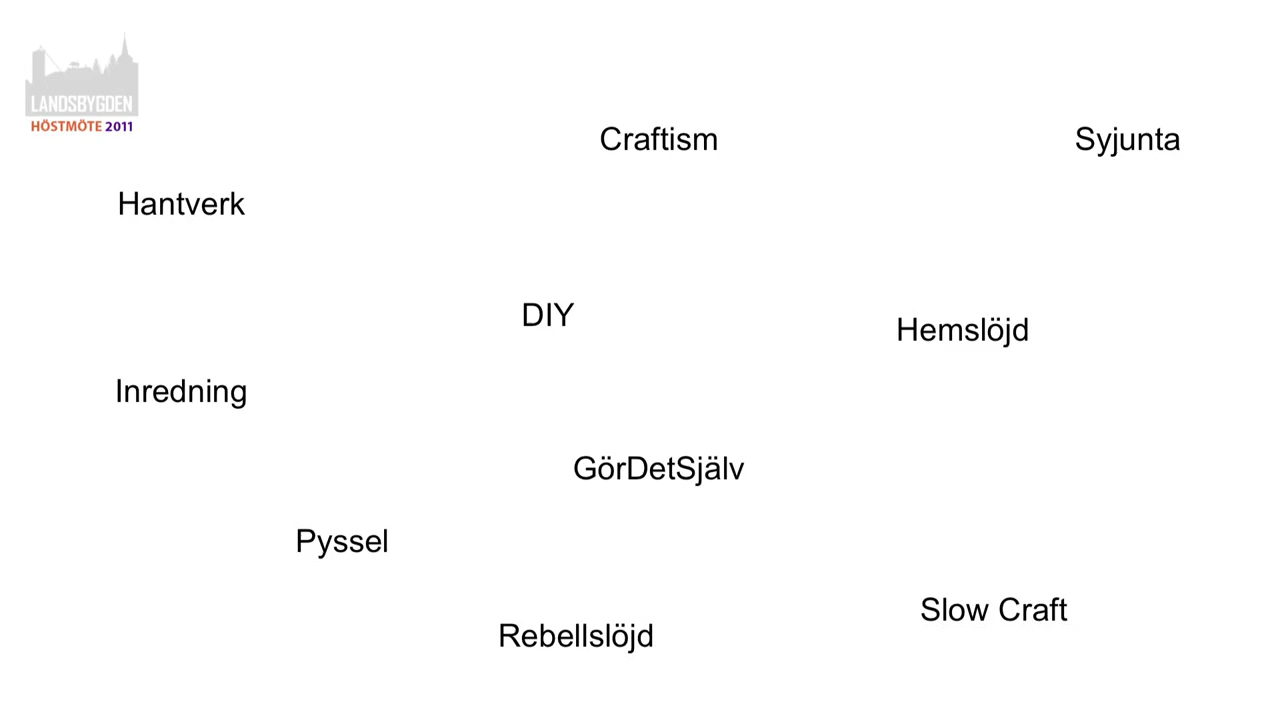 LANDSBYGDEN
HÖSTMÖTE 2011
Craftism
Syjunta
Hantverk
DIY
Hemslöjd
Inredning
GörDetSjälv
Pyssel
Slow Craft
Rebellslöjd